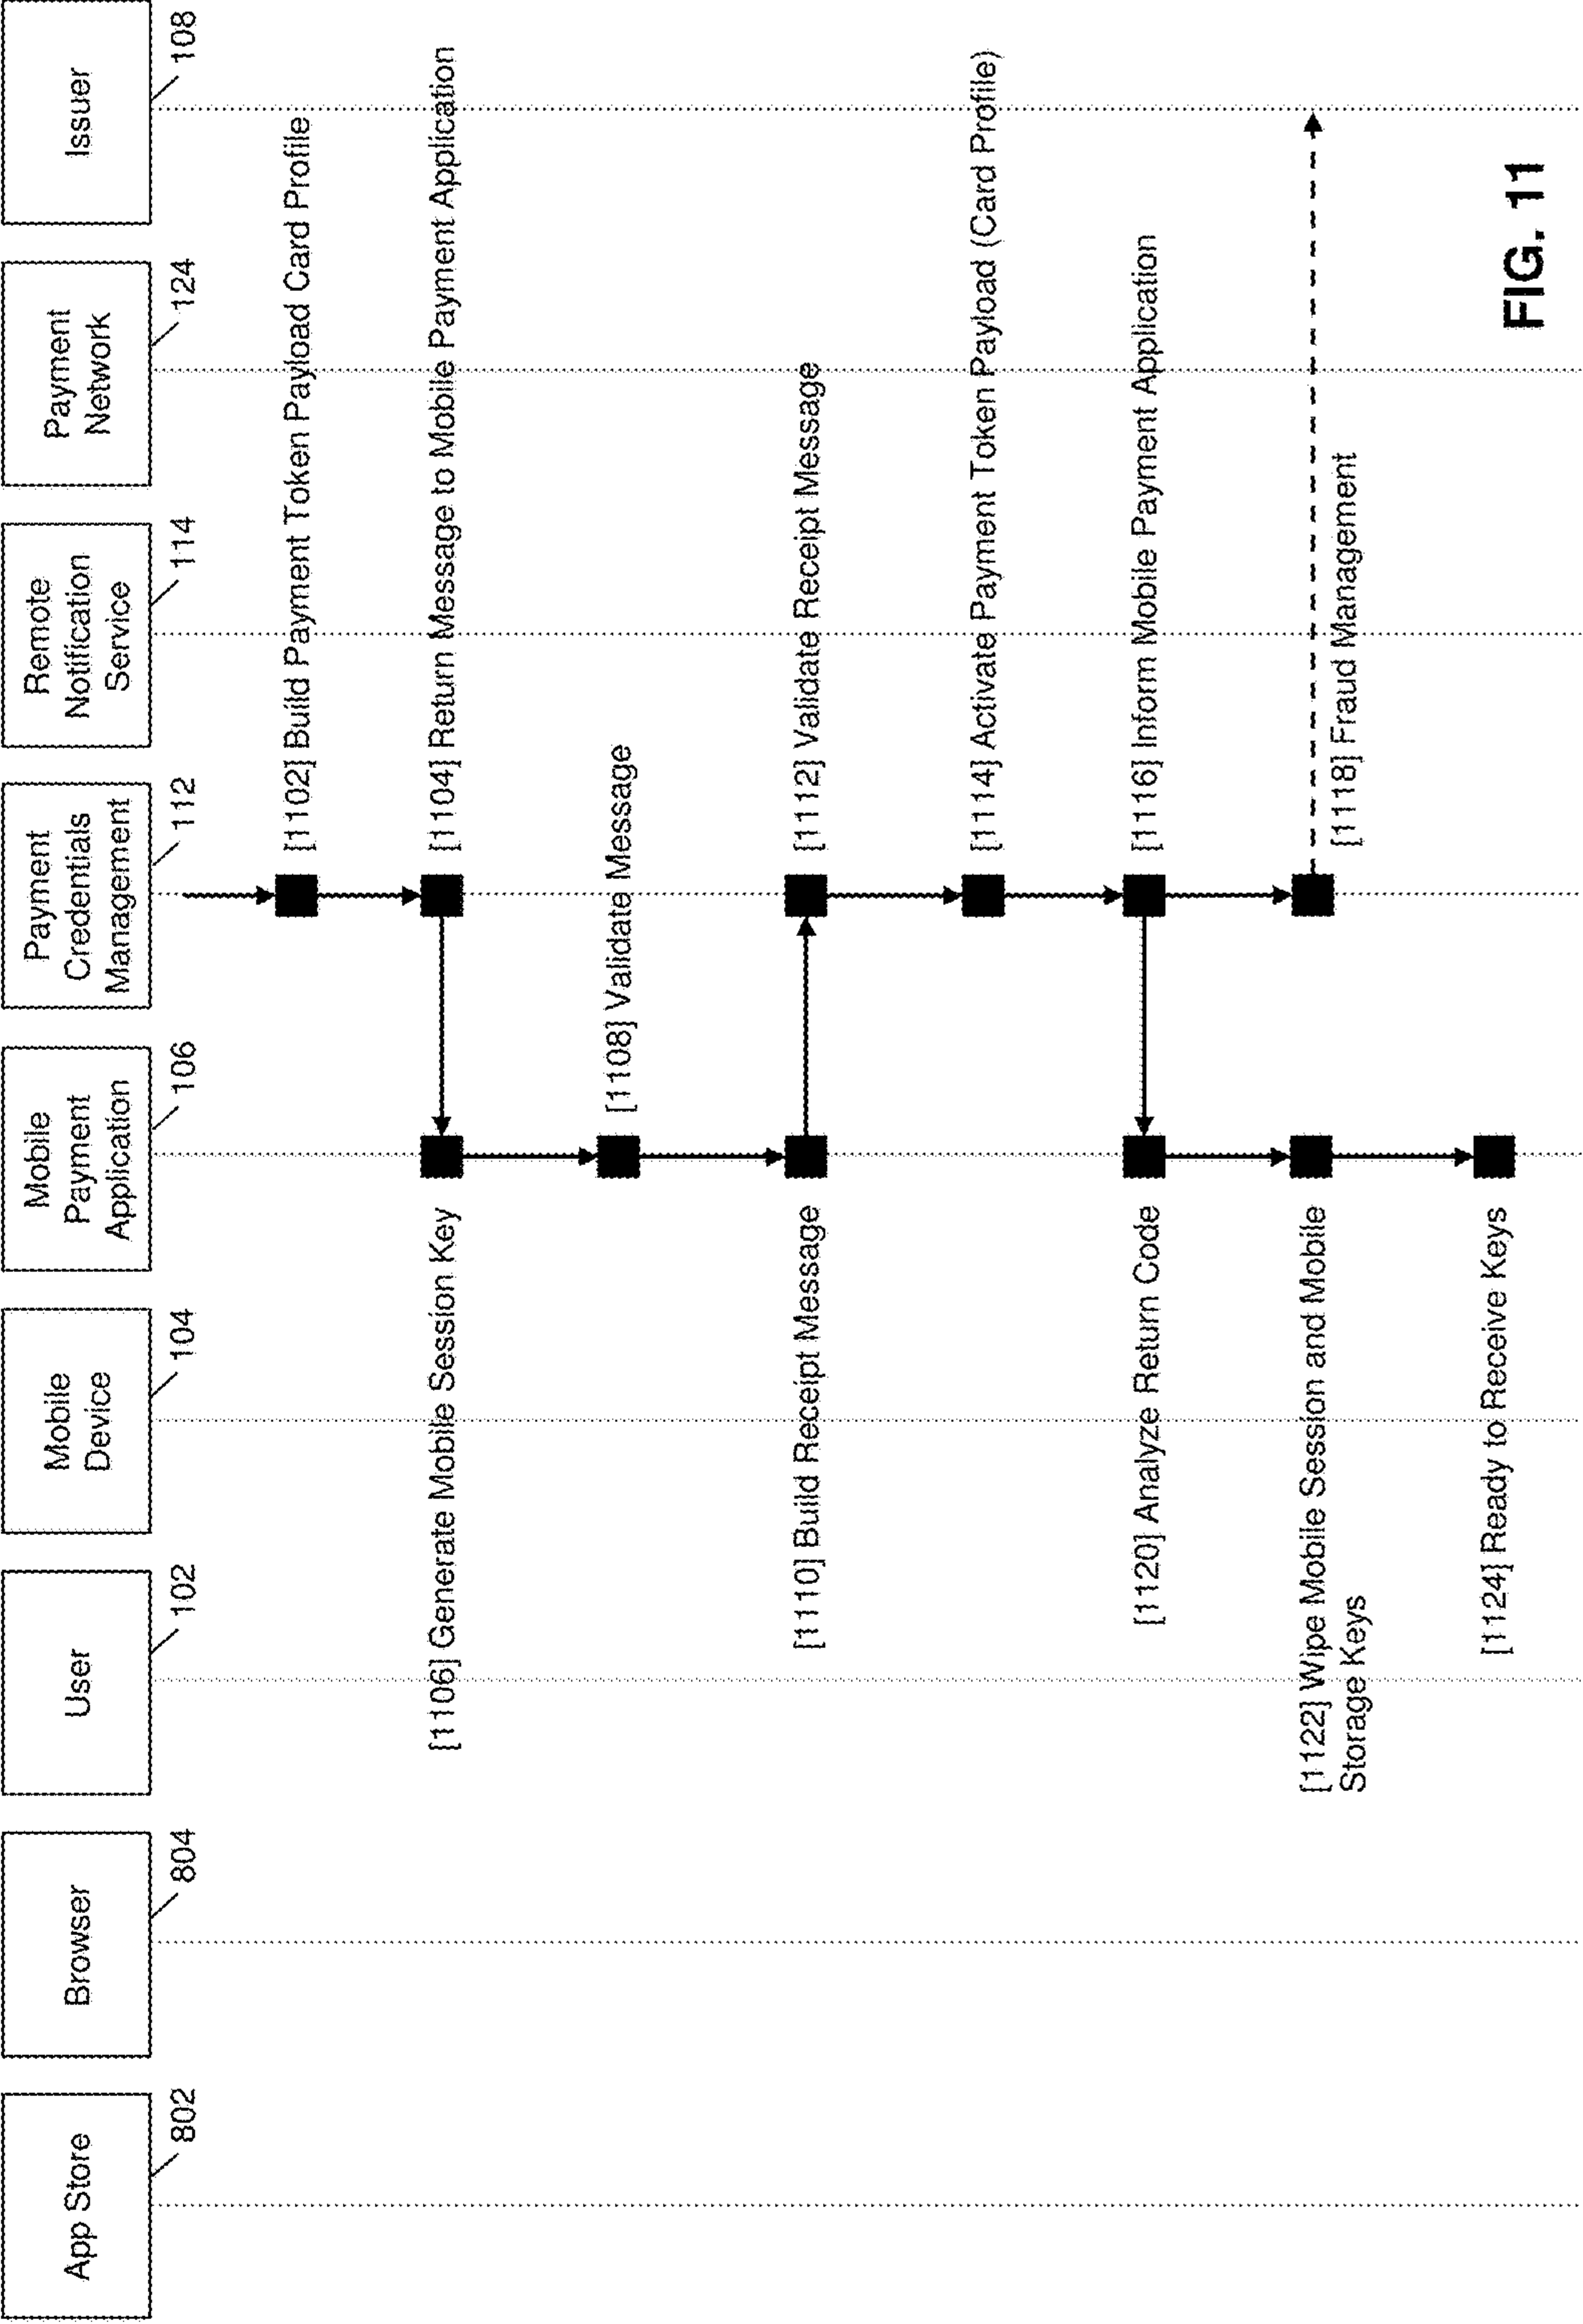 App Store
802
Browser
804
User
102
Mobile
Device
104
Mobile
Payment
Application
106
Payment
Credentials
Management
112
Remote
Notification
Service
114
Payment
Network
124
Issuer
108
[1102] Build Payment Token Payload Card Profile
[1104] Return Message to Mobile Payment Application
[1106] Generate Mobile Session Key
[1108] Validate Message
[1110] Build Receipt Message
[1112] Validate Receipt Message
[1114] Activate Payment Token Payload (Card Profile)
[1116] Inform Mobile Payment Application
[1120] Analyze Return Code
[1118] Fraud Management
[1122] Wipe Mobile Session and Mobile
Storage Keys
[1124] Ready to Receive Keys
FIG. 11